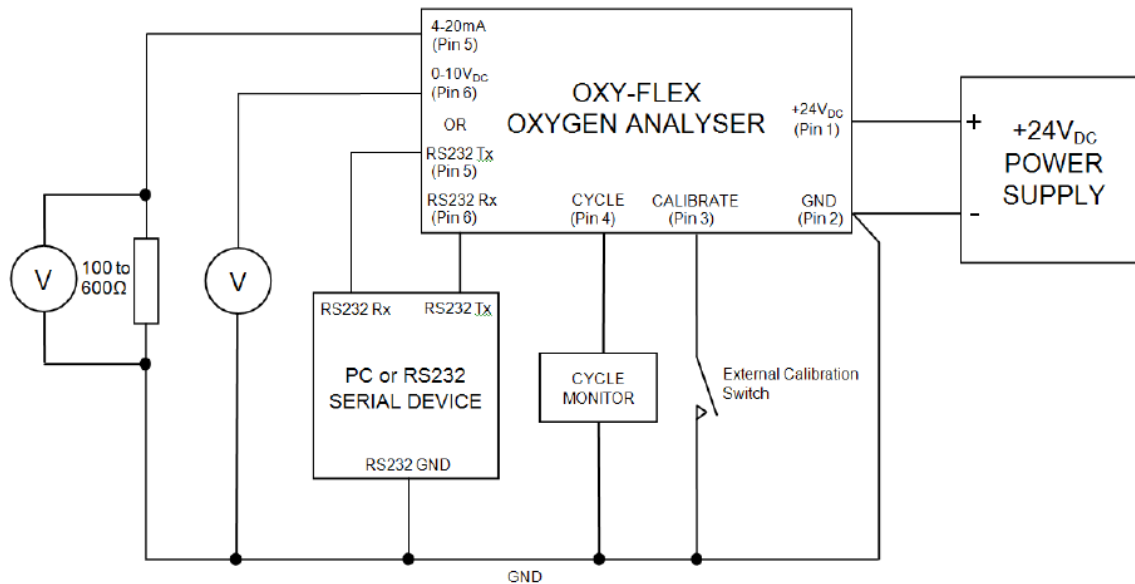 4-20mA
(Pin 5)
0-10VDC
(Pin 6)
OR
RS232 Tx
(Pin 5)
RS232 Rx
(Pin 6)
OXY-FLEX
OXYGEN ANALYSER
+24VDC
(Pin 1)
CYCLE
(Pin 4)
CALIBRATE
(Pin 3)
GND
(Pin 2)
+
-
+24VDC
POWER
SUPPLY
V
100 to
600Ω
V
RS232 Rx
RS232 Tx
PC or RS232
SERIAL DEVICE
RS232 GND
CYCLE
MONITOR
External Calibration
Switch
GND